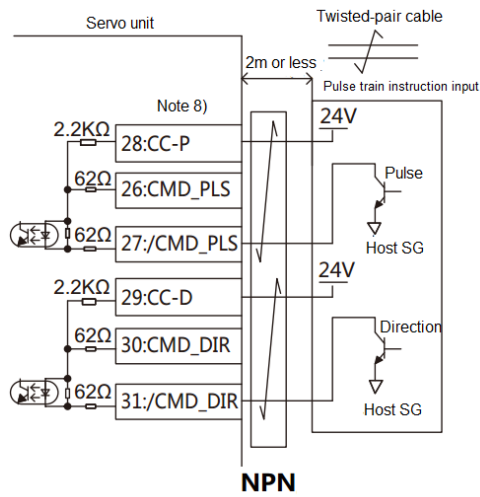 Servo unit
Twisted-pair cable
2m or less
Pulse train instruction input
Note 8)
24V
2.2KΩ
28:CC-P
62Ω
26:CMD_PLS
Pulse
62Ω
27:/CMD_PLS
Host SG
24V
2.2KΩ
29:CC-D
62Ω
30:CMD_DIR
Direction
62Ω
31:/CMD_DIR
Host SG
NPN